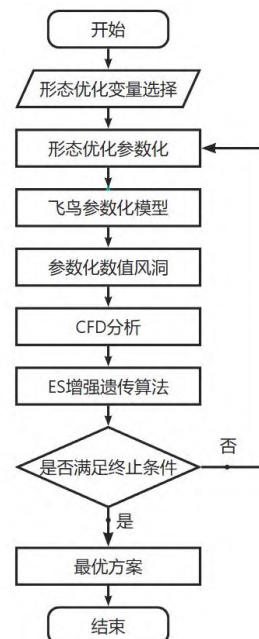 开始
形态优化变量选择
形态优化参数化
飞鸟参数化模型
参数化数值风洞
CFD分析
ES增强遗传算法
是否满足终止条件
否
是
最优方案
结束